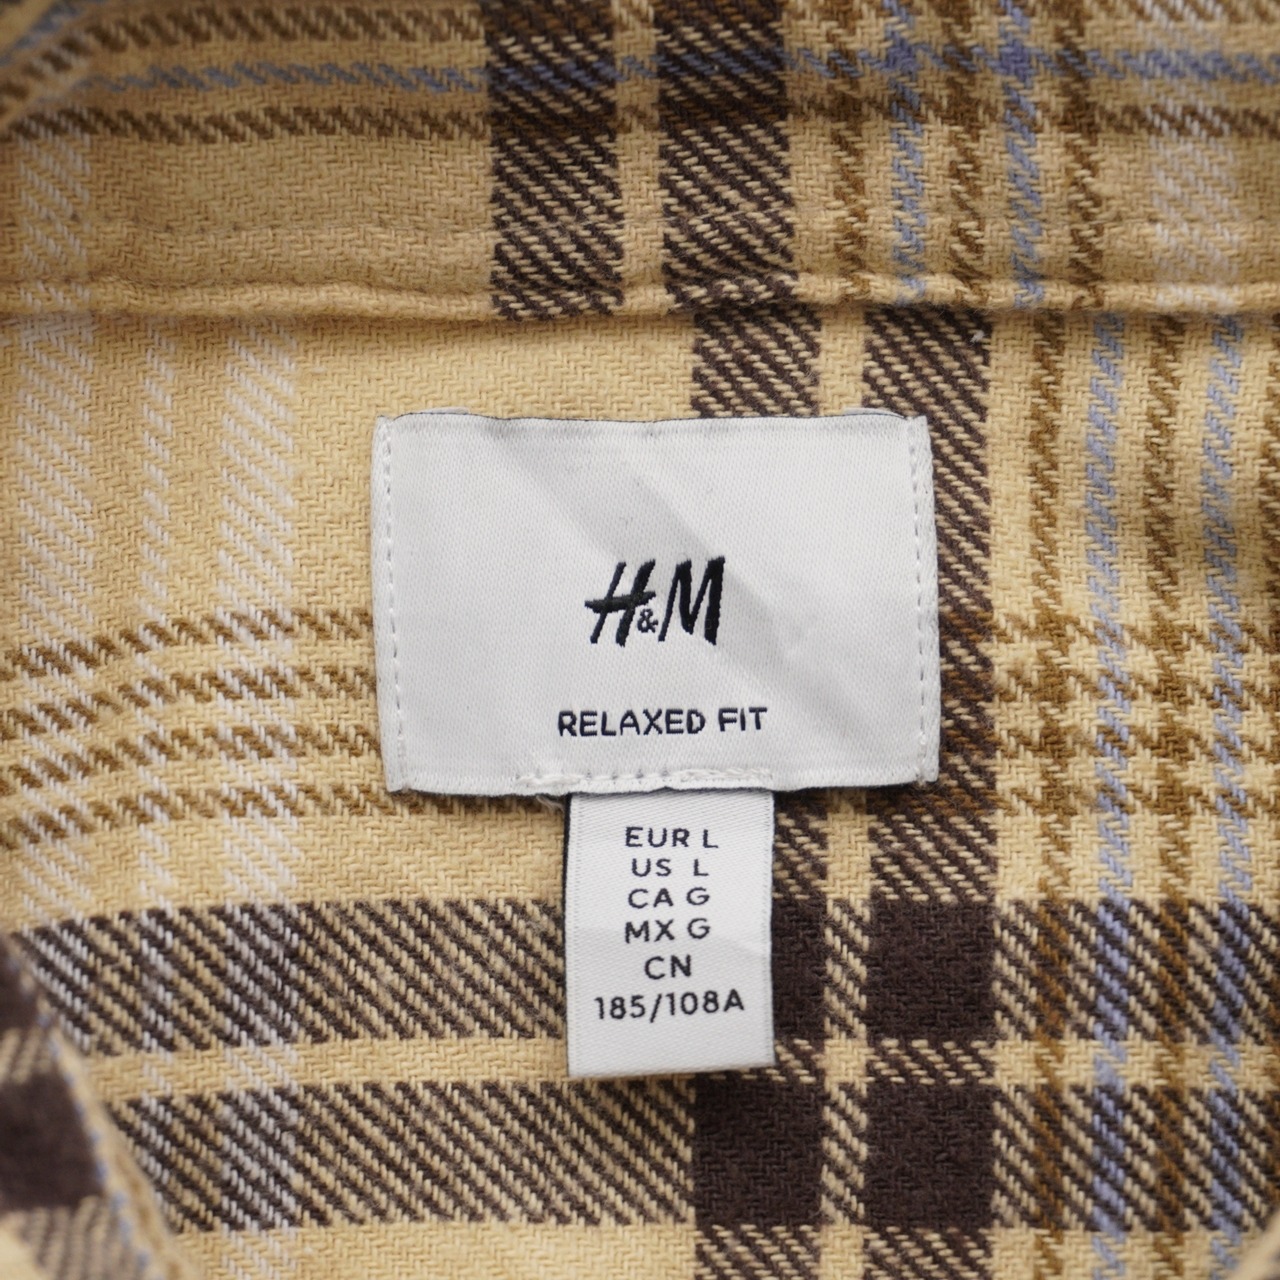 H&M
RELAXED FIT
EUR L
US L
CA G
MX G
CN
185/108A